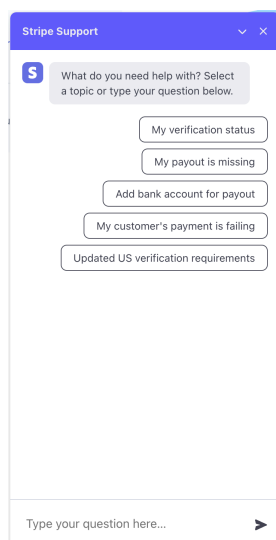 Stripe Support
What do you need help with? Select
a topic or type your question below.
My verification status
My payout is missing
Add bank account for payout
My customer's payment is failing
Updated US verification requirements
Type your question here...